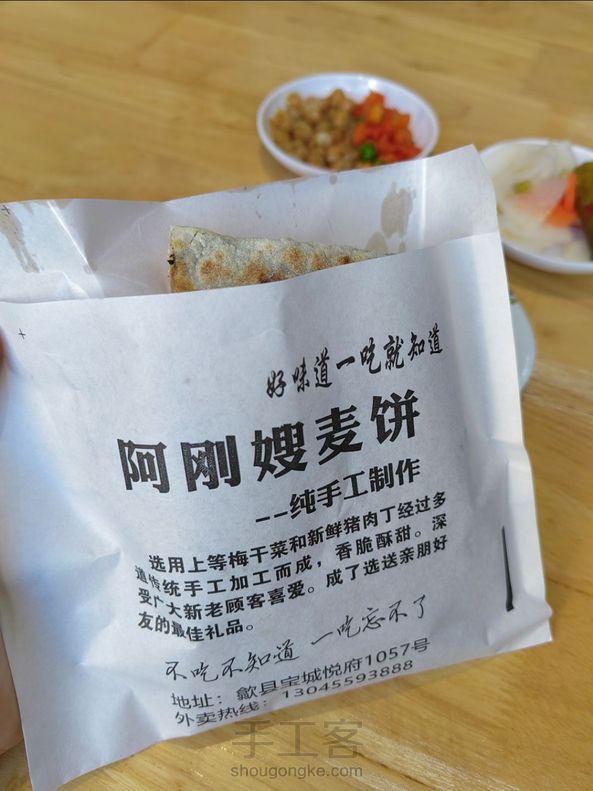 好味道一吃就知道
阿刚嫂麦饼
--纯手工制作
选用上等梅干菜和新鲜猪肉丁经过多
道传统手工加工而成，香脆酥甜。深
受广大新老顾客喜爱。成了选送亲朋好
友的最佳礼品。
不吃不知道 一吃忘不了
地址：歙县宝城悦府1057号
外卖热线：13045593888
手工客
shougongke.com